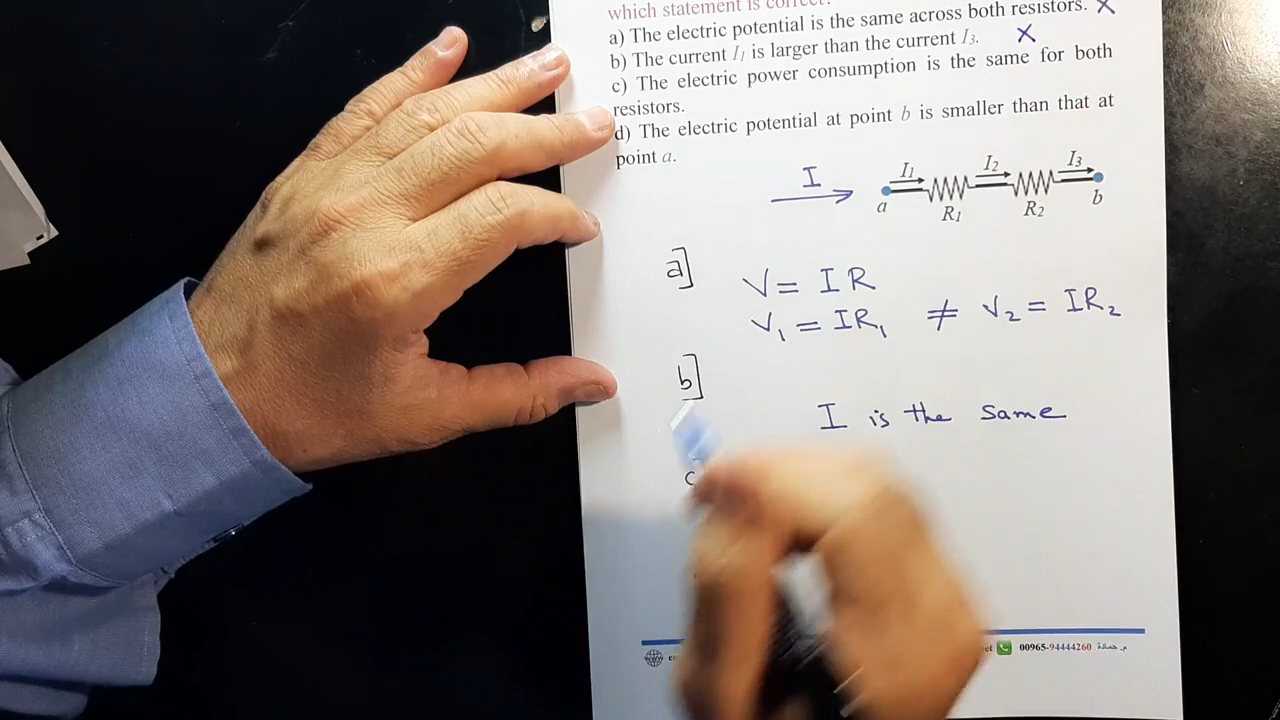 which statement is correct?
a) The electric potential is the same across both resistors. X
b) The current I1 is larger than the current I3. X
c) The electric power consumption is the same for both
resistors.
d) The electric potential at point b is smaller than that at
point a.
I
I1 I2 I3
a R1 R2 b
a]
V = IR
V1 = IR1 ≠ V2 = IR2
b]
I is the same
c
www
00965-94444260 م. حمادة